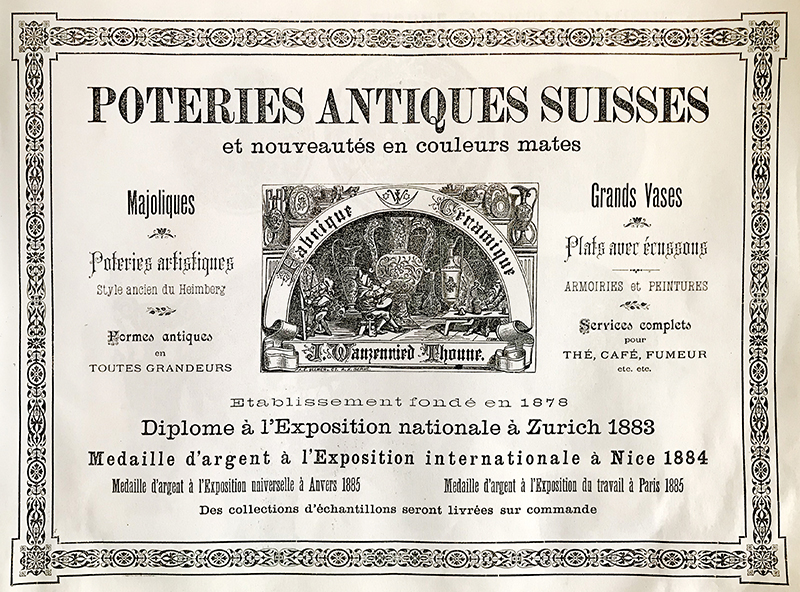 POTERIES ANTIQUES SUISSES
et nouveautés en couleurs mates
Majoliques
Poteries artistiques
Style ancien du Heimberg
Formes antiques
en
TOUTES GRANDEURS
Fabrique Céramique
J. Wanzenried Thoune.
Grands Vases
Plats avec écussons
ARMOIRIES et PEINTURES
Services complets
pour
THÉ, CAFÉ, FUMEUR
etc. etc.
Etablissement fondé en 1878
Diplome à l'Exposition nationale à Zurich 1883
Medaille d'argent à l'Exposition internationale à Nice 1884
Medaille d'argent à l'Exposition universelle à Anvers 1885
Medaille d'argent à l'Exposition du travail à Paris 1885
Des collections d'échantillons seront livrées sur commande